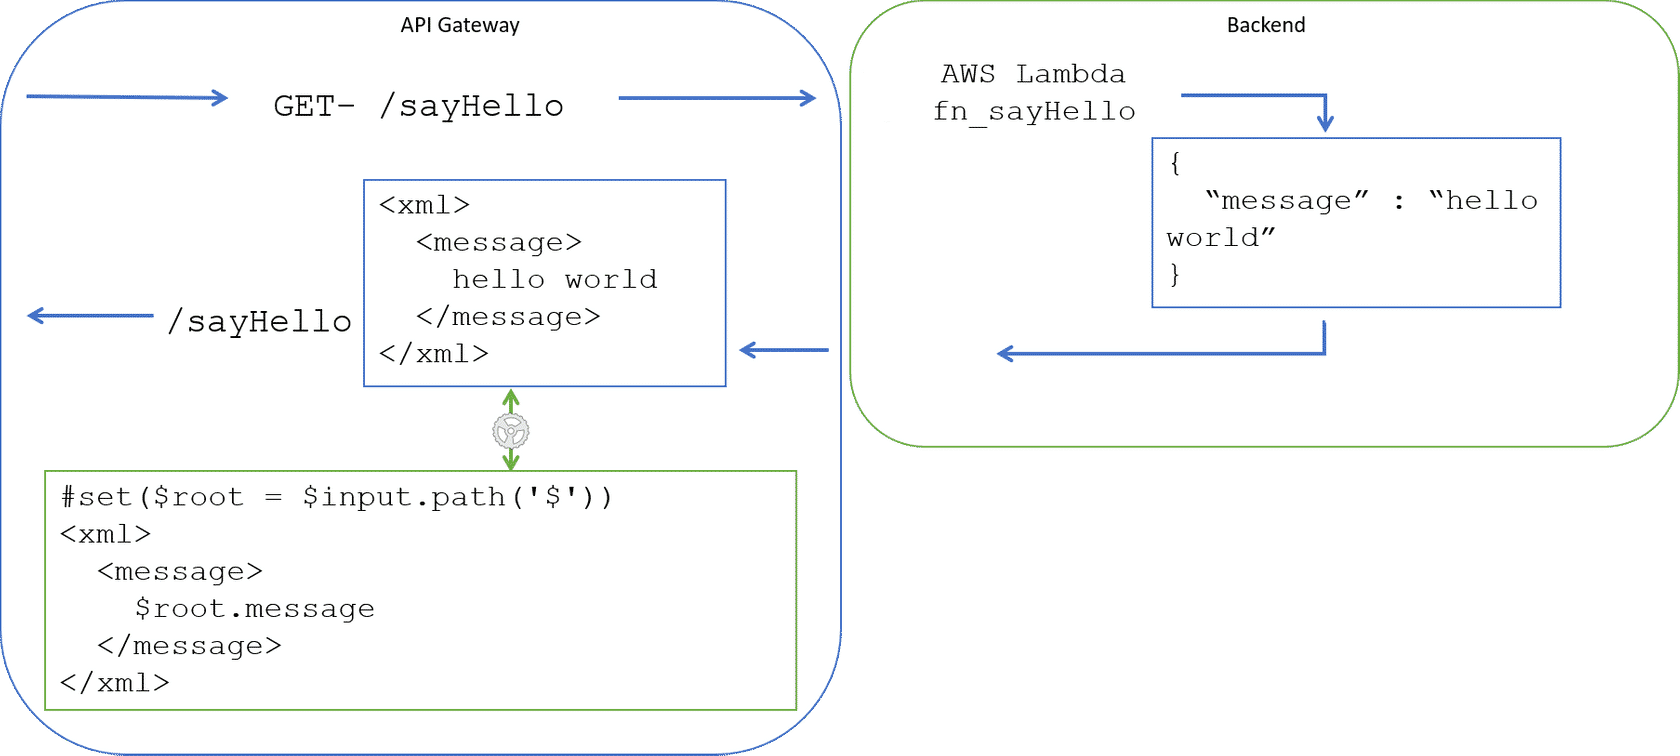 API Gateway
GET- /sayHello
<xml>
<message>
hello world
</message>
</xml>
/sayHello
#set($root = $input.path('$'))
<xml>
<message>
$root.message
</message>
</xml>
Backend
AWS Lambda
fn_sayHello
{
“message” : “hello
world”
}